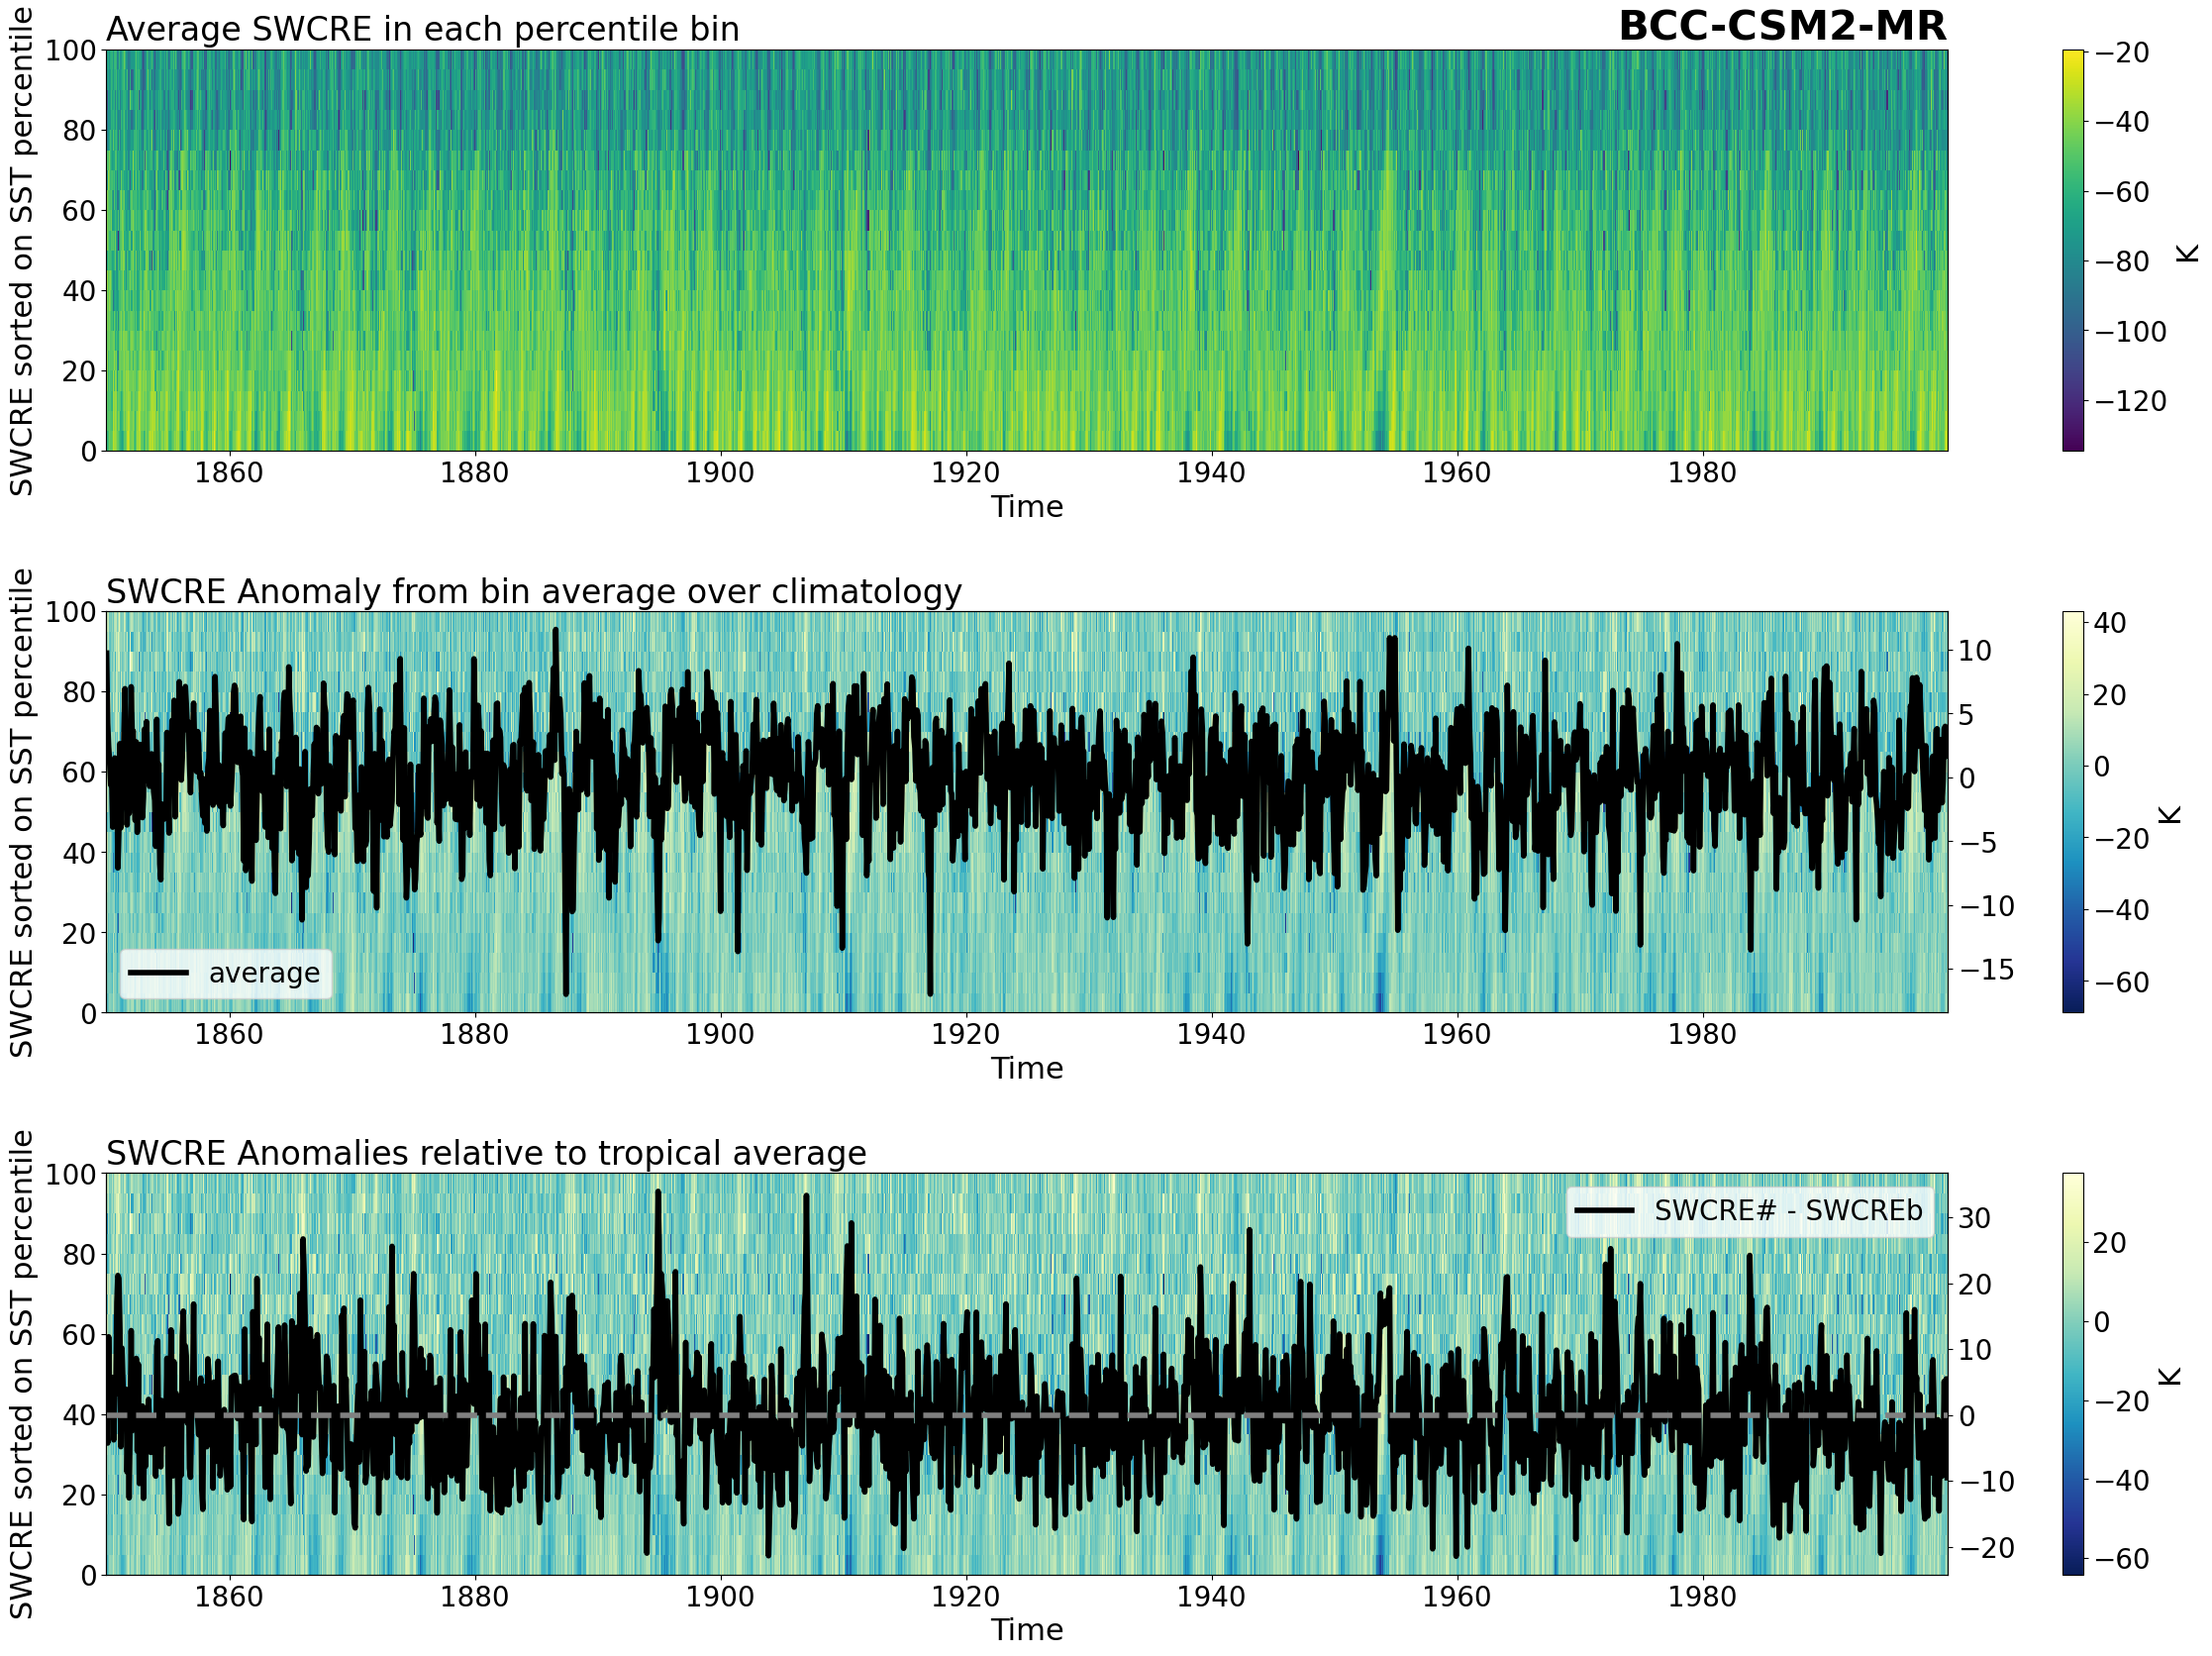 Average SWCRE in each percentile bin
BCC-CSM2-MR
SWCRE sorted on SST percentile
100
80
60
40
20
0
1860 1880 1900 1920 1940 1960 1980
Time
−20
−40
−60
−80
−100
−120
K
SWCRE Anomaly from bin average over climatology
SWCRE sorted on SST percentile
100
80
60
40
20
0
average
1860 1880 1900 1920 1940 1960 1980
Time
10
5
0
−5
−10
−15
40
20
0
−20
−40
−60
K
SWCRE Anomalies relative to tropical average
SWCRE sorted on SST percentile
100
80
60
40
20
0
SWCRE# - SWCREb
1860 1880 1900 1920 1940 1960 1980
Time
30
20
10
0
−10
−20
20
0
−20
−40
−60
K